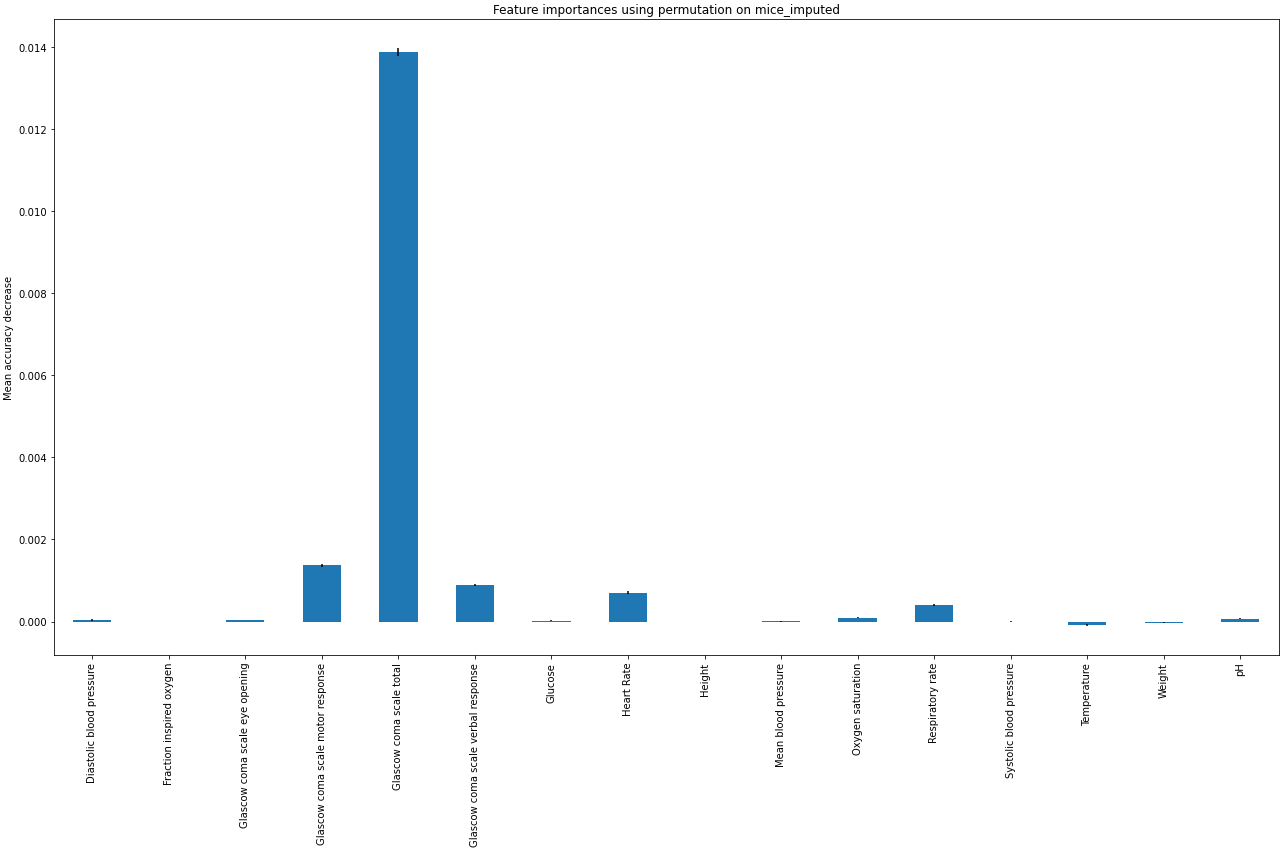 Feature importances using permutation on mice_imputed
Mean accuracy decrease
0.014
0.012
0.010
0.008
0.006
0.004
0.002
0.000
Diastolic blood pressure
Fraction inspired oxygen
Glascow coma scale eye opening
Glascow coma scale motor response
Glascow coma scale total
Glascow coma scale verbal response
Glucose
Heart Rate
Height
Mean blood pressure
Oxygen saturation
Respiratory rate
Systolic blood pressure
Temperature
Weight
pH